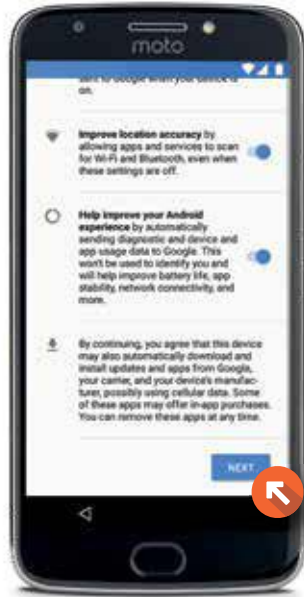 moto
sent to Google when your device is
on.
Improve location accuracy by
allowing apps and services to scan
for Wi-Fi and Bluetooth, even when
these settings are off.
Help improve your Android
experience by automatically
sending diagnostic and device and
app usage data to Google. This
won't be used to identify you and
will help improve battery life, app
stability, network connectivity, and
more.
By continuing, you agree that this device
may also automatically download and
install updates and apps from Google,
your carrier, and your device's manufac-
turer, possibly using cellular data. Some
of these apps may offer in-app purchases.
You can remove these apps at any time.
NEXT